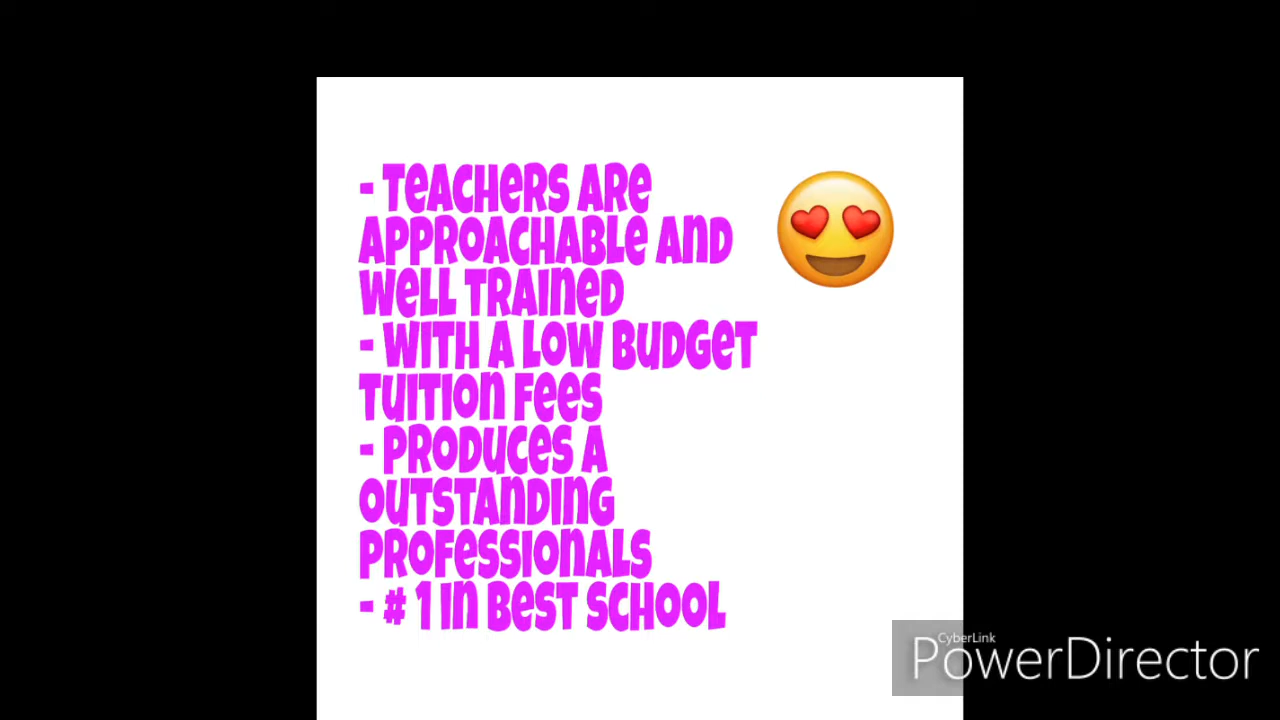 - Teachers are
approachable and
well trained
- with a low budget
tuition fees
- produces a
outstanding
professionals
- # 1 in best school
CyberLink
PowerDirector